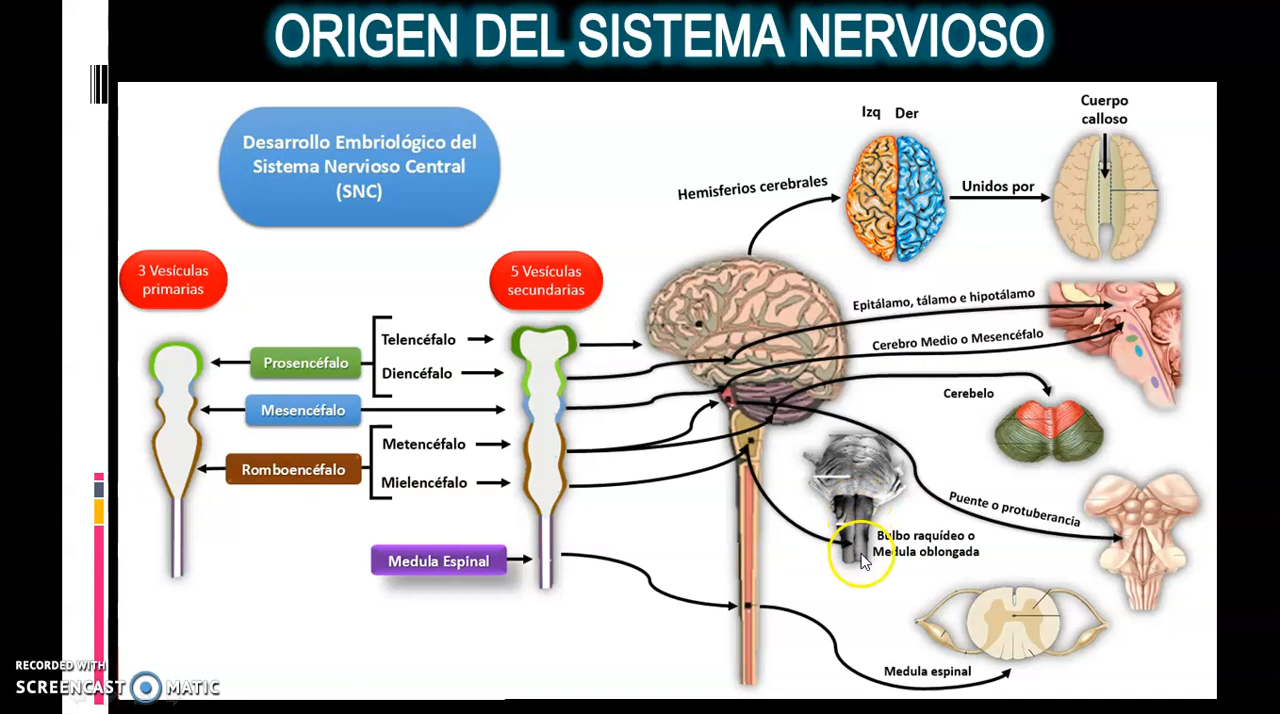 ORIGEN DEL SISTEMA NERVIOSO
Desarrollo Embriológico del
Sistema Nervioso Central
(SNC)
Izq Der
Cuerpo
calloso
Hemisferios cerebrales
Unidos por
3 Vesículas
primarias
5 Vesículas
secundarias
Epitálamo, tálamo e hipotálamo
Cerebro Medio o Mesencéfalo
Telencéfalo
Prosencéfalo
Diencéfalo
Cerebelo
Mesencéfalo
Metencéfalo
Romboencéfalo
Mielencéfalo
Puente o protuberancia
Bulbo raquídeo o
Medula oblongada
Medula Espinal
Medula espinal
RECORDED WITH
SCREENCAST MATIC